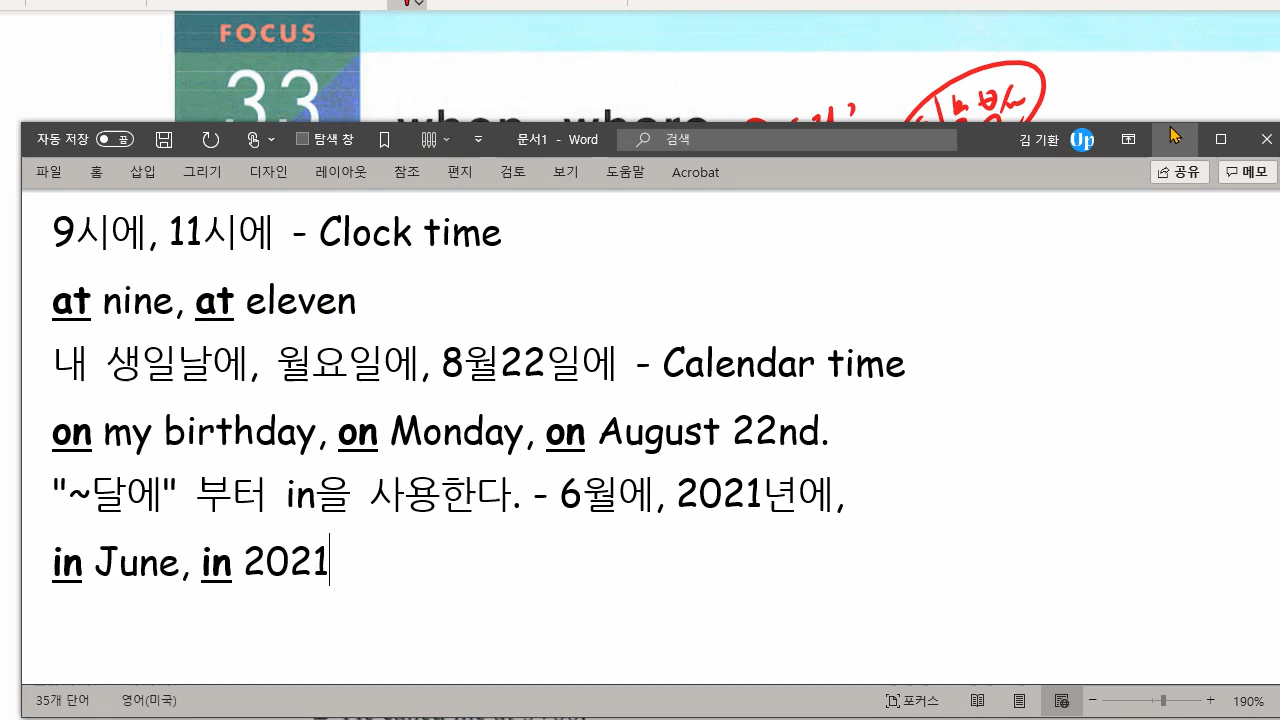 FOCUS
33
when, where
자동 저장 끔 탐색 창 문서1 - Word 검색 김 기환 Up
파일 홈 삽입 그리기 디자인 레이아웃 참조 편지 검토 보기 도움말 Acrobat 공유 메모
9시에, 11시에 - Clock time
at nine, at eleven
내 생일날에, 월요일에, 8월22일에 - Calendar time
on my birthday, on Monday, on August 22nd.
"~달에" 부터 in을 사용한다. - 6월에, 2021년에,
in June, in 2021
35개 단어 영어(미국) 포커스 190%